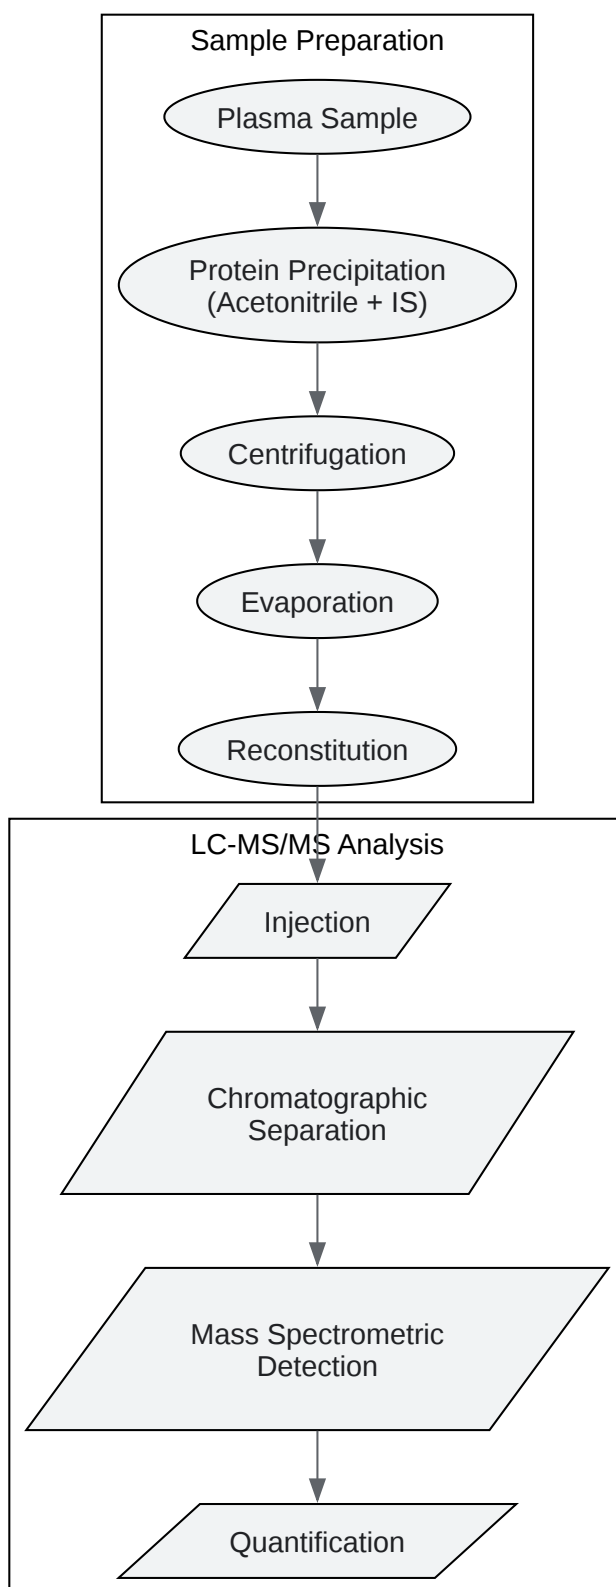 Sample Preparation
Plasma Sample
Protein Precipitation
(Acetonitrile + IS)
Centrifugation
Evaporation
Reconstitution
LC-MS/MS Analysis
Injection
Chromatographic
Separation
Mass Spectrometric
Detection
Quantification